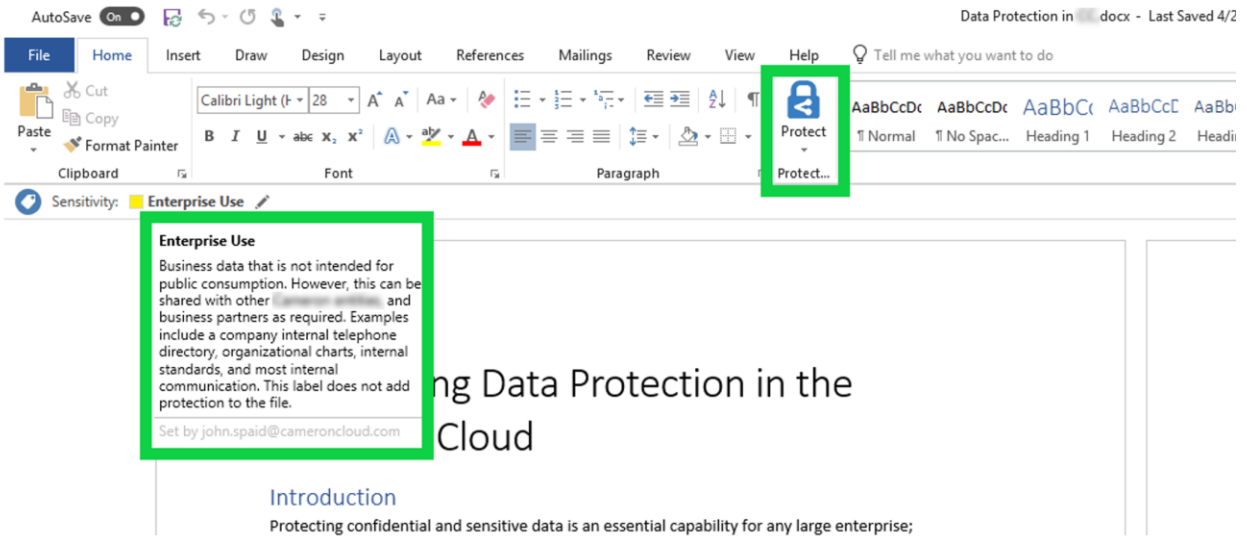 AutoSave On
Data Protection in .docx - Last Saved 4/2
File Home Insert Draw Design Layout References Mailings Review View Help Tell me what you want to do
Cut
Copy
Paste
Format Painter
Clipboard
Calibri Light (H 28 A A Aa
B I U abc x₂ x² A aby A
Font
A Z ¶
Paragraph
Protect
Protect...
AaBbCcDc AaBbCcDc AaBbCc AaBbCcE AaBb
¶ Normal ¶ No Spac... Heading 1 Heading 2 Headi
Sensitivity: Enterprise Use
Enterprise Use
Business data that is not intended for
public consumption. However, this can be
shared with other and
business partners as required. Examples
include a company internal telephone
directory, organizational charts, internal
standards, and most internal
communication. This label does not add
protection to the file.
Set by john.spaid@cameroncloud.com
ng Data Protection in the
Cloud
Introduction
Protecting confidential and sensitive data is an essential capability for any large enterprise;